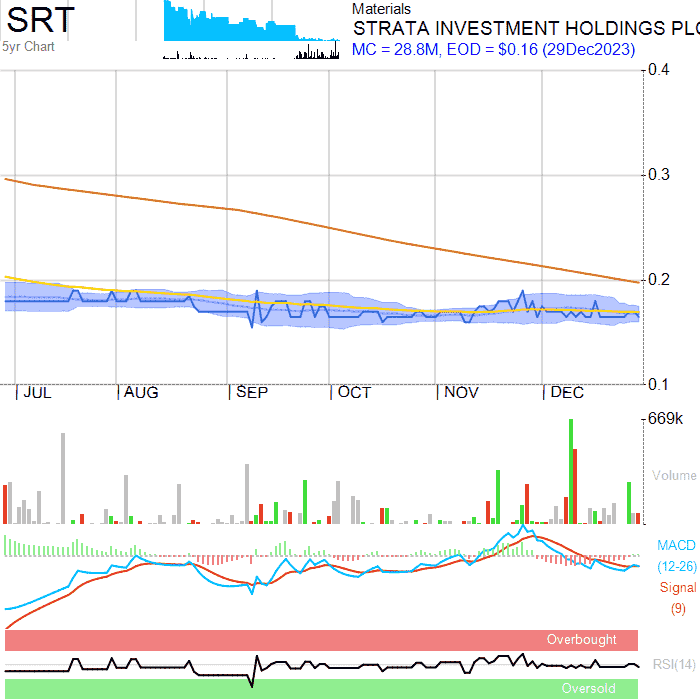 SRT
5yr Chart
Materials
STRATA INVESTMENT HOLDINGS PLC
MC = 28.8M, EOD = $0.16 (29Dec2023)
0.4
0.3
0.2
0.1
JUL AUG SEP OCT NOV DEC
669k
Volume
MACD
(12-26)
Signal
(9)
Overbought
RSI(14)
Oversold